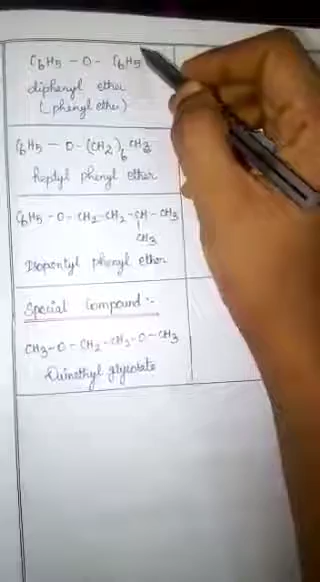 C6H5 - O - C6H5
diphenyl ether
(phenyl ether)
C6H5 - O-(CH2)6 CH3
heptyl phenyl ether
C6H5 - O - CH2 - CH2 - CH - CH3
CH3
Isopentyl phenyl ether
Special Compound :-
CH3-O-CH2-CH2-O-CH3
Dimethyl glycolate